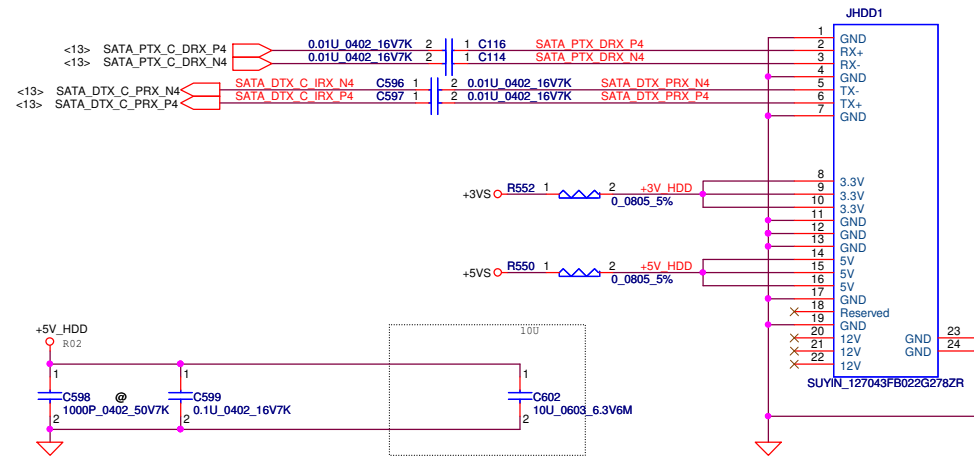 JHDD1
<13> SATA_PTX_C_DRX_P4 0.01U_0402_16V7K 2 1 C116 SATA_PTX_DRX_P4
<13> SATA_PTX_C_DRX_N4 0.01U_0402_16V7K 2 1 C114 SATA_PTX_DRX_N4
<13> SATA_DTX_C_PRX_N4 SATA_DTX_C_IRX_N4 C596 1 2 0.01U_0402_16V7K SATA_DTX_PRX_N4
<13> SATA_DTX_C_PRX_P4 SATA_DTX_C_IRX_P4 C597 1 2 0.01U_0402_16V7K SATA_DTX_PRX_P4
1 GND
2 RX+
3 RX-
4 GND
5 TX-
6 TX+
7 GND
8 3.3V
9 3.3V
10 3.3V
11 GND
12 GND
13 GND
14 5V
15 5V
16 5V
17 GND
18 Reserved
19 GND
20 12V
21 12V
22 12V
GND 23
GND 24
SUYIN_127043FB022G278ZR
+3VS R552 1 2 +3V_HDD
0_0805_5%
+5VS R550 1 2 +5V_HDD
0_0805_5%
+5V_HDD
R02
10U
1 1 1
C598 @ C599 C602
1000P_0402_50V7K 0.1U_0402_16V7K 10U_0603_6.3V6M
2 2 2